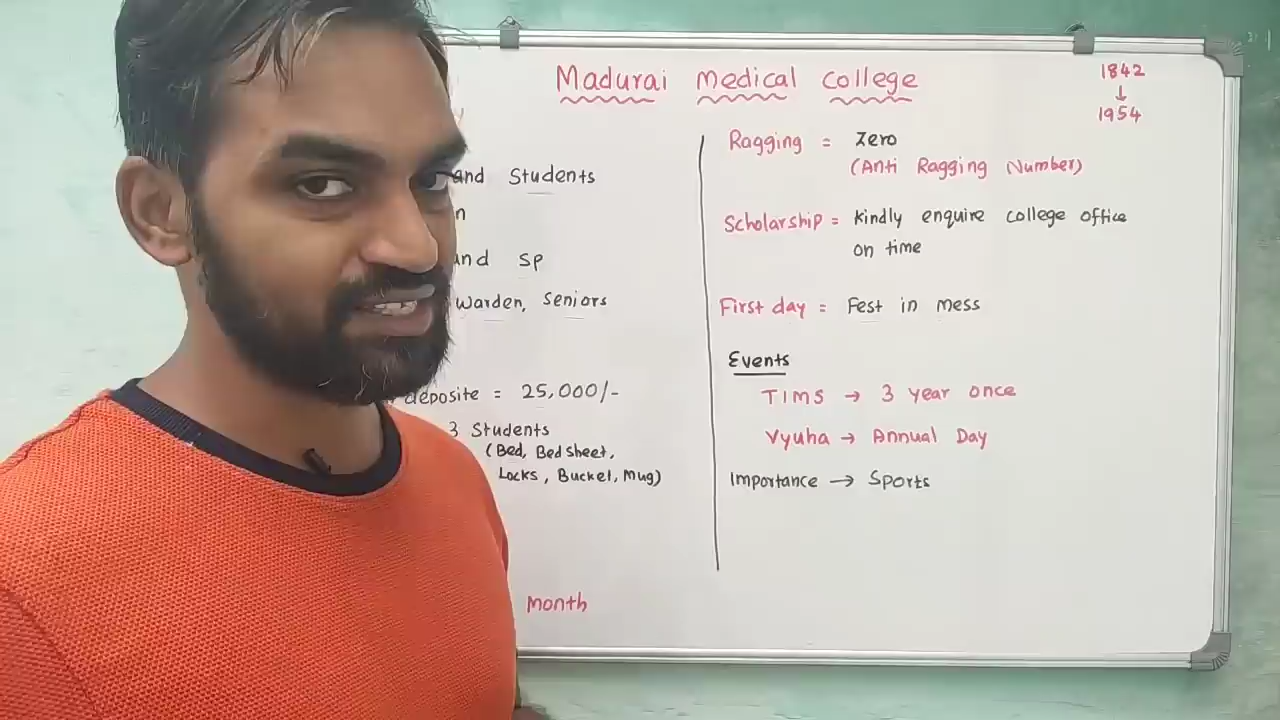 Madurai Medical College
1842
↓
1954
and Students
n
and SP
Warden, Seniors
deposite = 25,000/-
3 Students
(Bed, Bedsheet,
Locks, Bucket, Mug)
Month
Ragging = Zero
(Anti Ragging Number)
Scholarship = Kindly enquire college office
on time
First day = Fest in mess
Events
TIMS → 3 year once
Vyuha → Annual Day
Importance → Sports